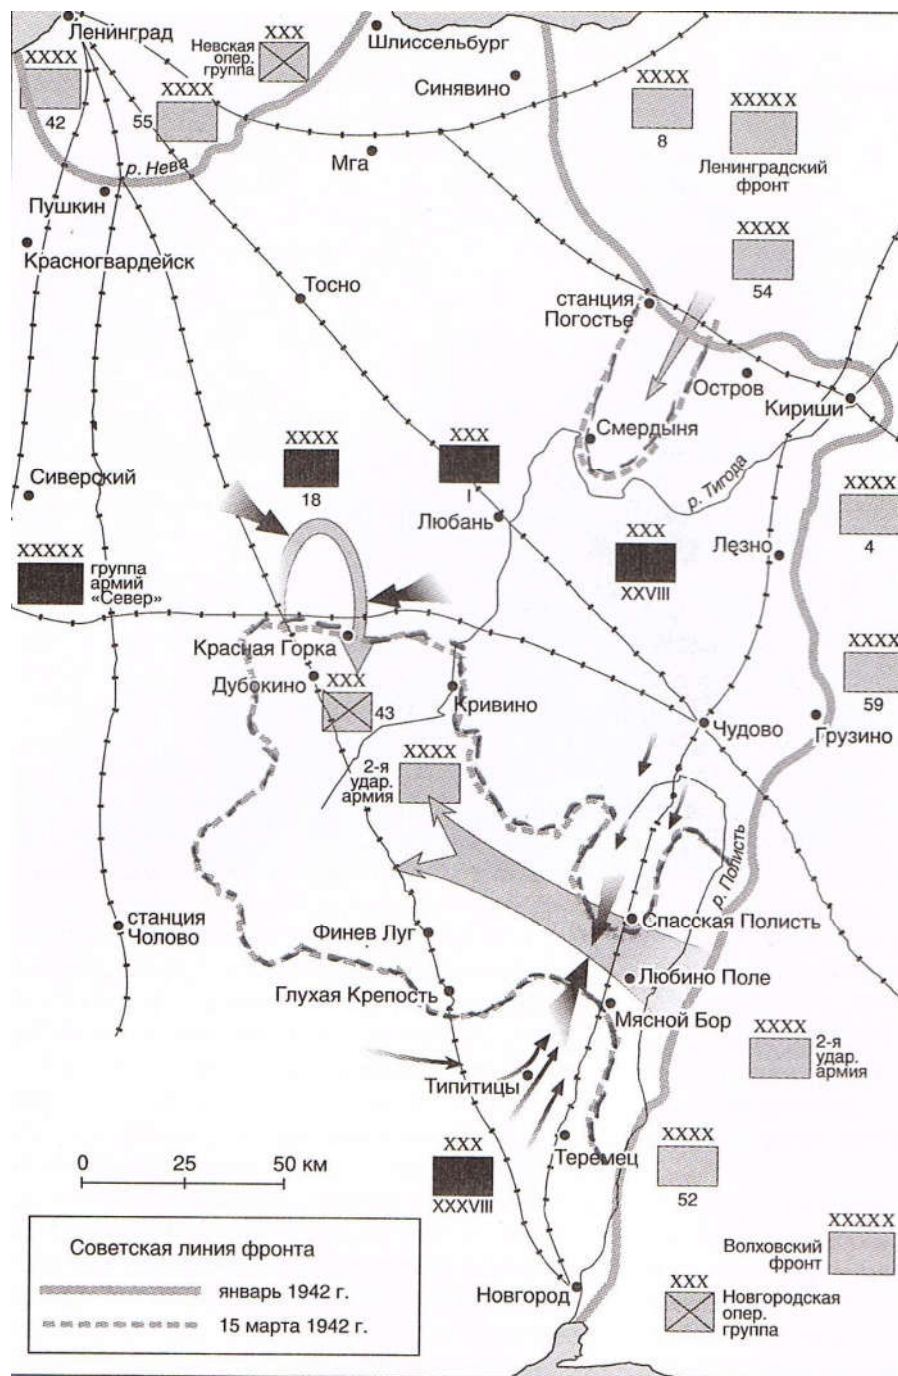 Ленинград
XXX
Невская
опер.
группа
Шлиссельбург
XXXX
42
XXXX
55
Синявино
XXXX
8
XXXXX
Ленинградский
фронт
Мга
р. Нева
Пушкин
Красногвардейск
XXXX
54
Тосно
станция
Погостье
Остров
Кириши
Смердыня
р. Тигода
XXXX
18
XXX
I
Сиверский
Любань
XXXX
4
Лезно
XXX
XXVIII
XXXXX
группа
армий
«Север»
Красная Горка
XXXX
59
Дубокино
XXX
43
Кривино
Чудово
Грузино
XXXX
2-я
удар.
армия
р. Полисть
станция
Чолово
Финев Луг
Спасская Полисть
Любино Поле
Глухая Крепость
Мясной Бор
XXXX
2-я
удар.
армия
Типитицы
Теремец
XXXX
52
0 25 50 км
XXX
XXXVIII
XXXXX
Волховский
фронт
Советская линия фронта
январь 1942 г.
15 марта 1942 г.
Новгород
XXX
Новгородская
опер.
группа